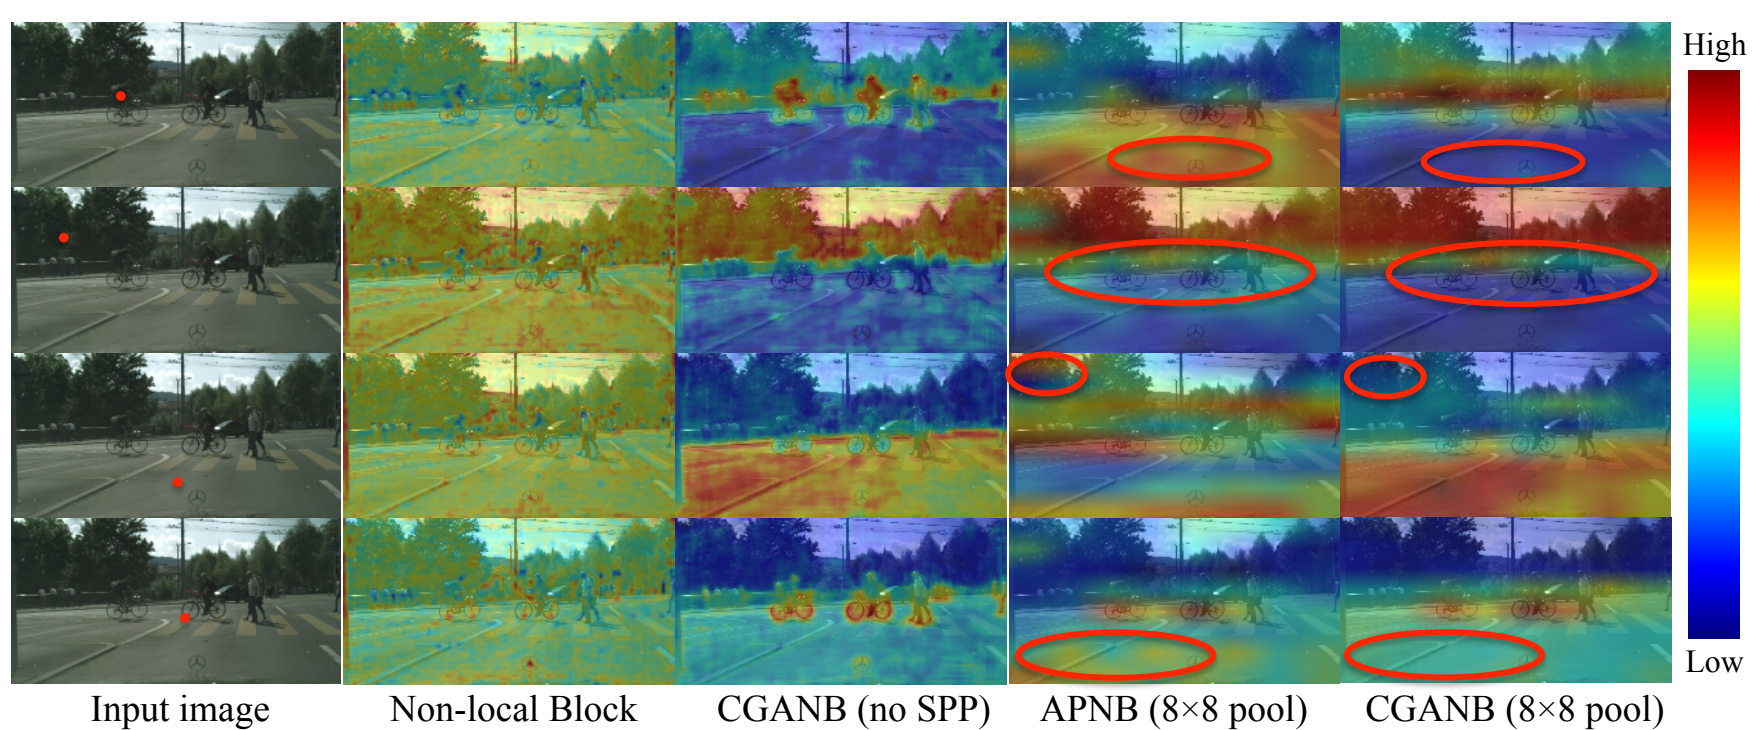 High
Low
Input image
Non-local Block
CGANB (no SPP)
APNB (8×8 pool)
CGANB (8×8 pool)